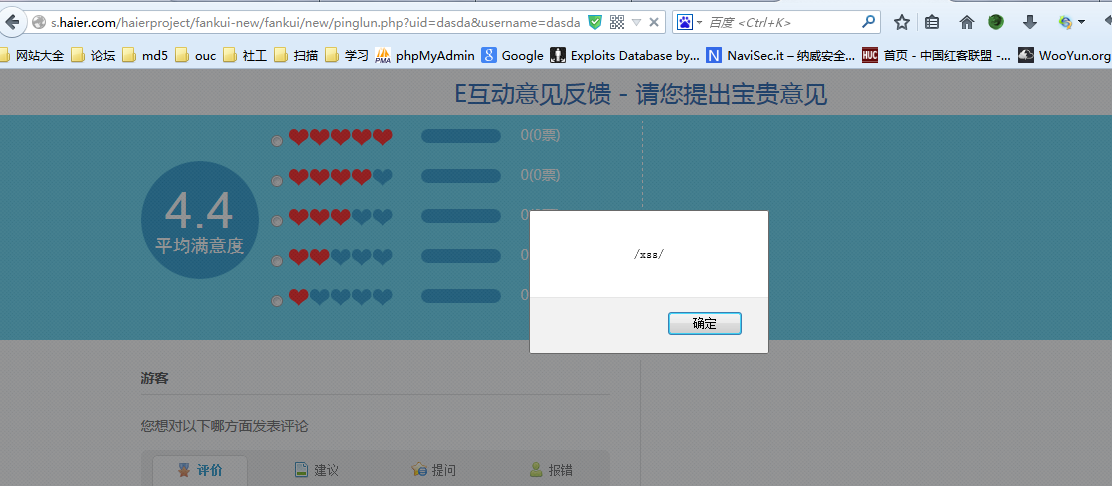 s.haier.com/haierproject/fankui-new/fankui/new/pinglun.php?uid=dasda&username=dasda 百度 <Ctrl+K>
网站大全 论坛 md5 ouc 社工 扫描 学习 phpMyAdmin Google Exploits Database by... NaviSec.it – 纳威安全... HUC 首页 - 中国红客联盟 -... WooYun.org
E互动意见反馈 - 请您提出宝贵意见
0(0票)
0(0票)
4.4
平均满意度
0
0
0
/xss/
确定
游客
您想对以下哪方面发表评论
评价 建议 提问 报错